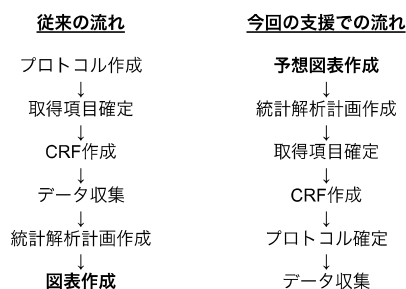 従来の流れ
プロトコル作成
↓
取得項目確定
↓
CRF作成
↓
データ収集
↓
統計解析計画作成
↓
図表作成
今回の支援での流れ
予想図表作成
↓
統計解析計画作成
↓
取得項目確定
↓
CRF作成
↓
プロトコル確定
↓
データ収集